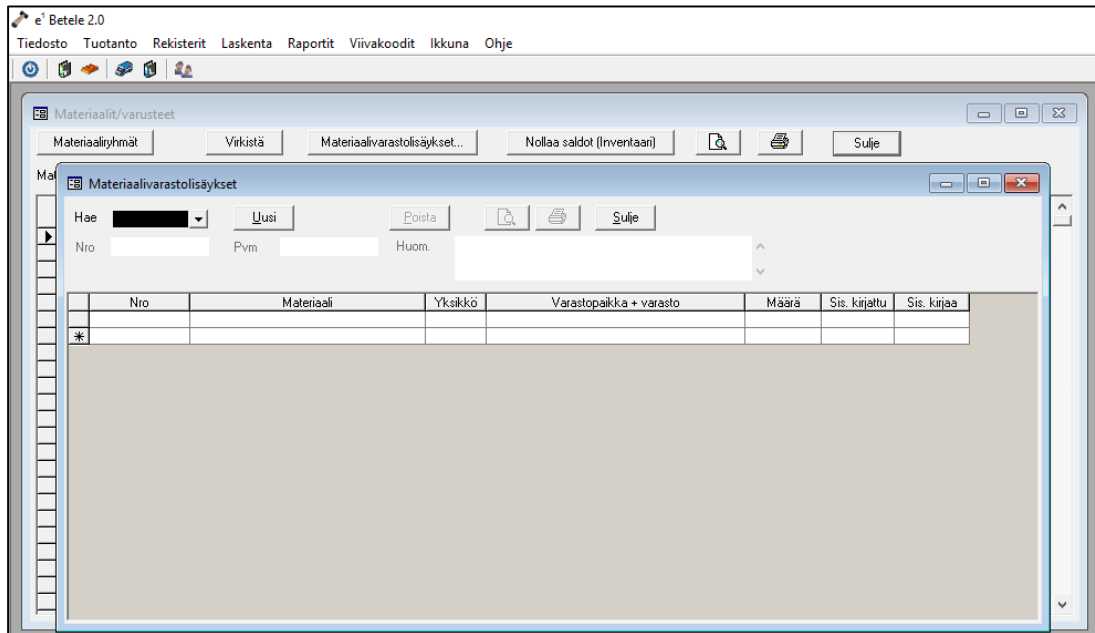 e¹ Betele 2.0
Tiedosto Tuotanto Rekisterit Laskenta Raportit Viivakoodit Ikkuna Ohje
Materiaalit/varusteet
Materiaaliryhmät Virkistä Materiaalivarastolisäykset... Nollaa saldot (Inventaari) Sulje
Mat
Materiaalivarastolisäykset
Hae Uusi Poista Sulje
Nro Pvm Huom.
Nro Materiaali Yksikkö Varastopaikka + varasto Määrä Sis. kirjattu Sis. kirjaa